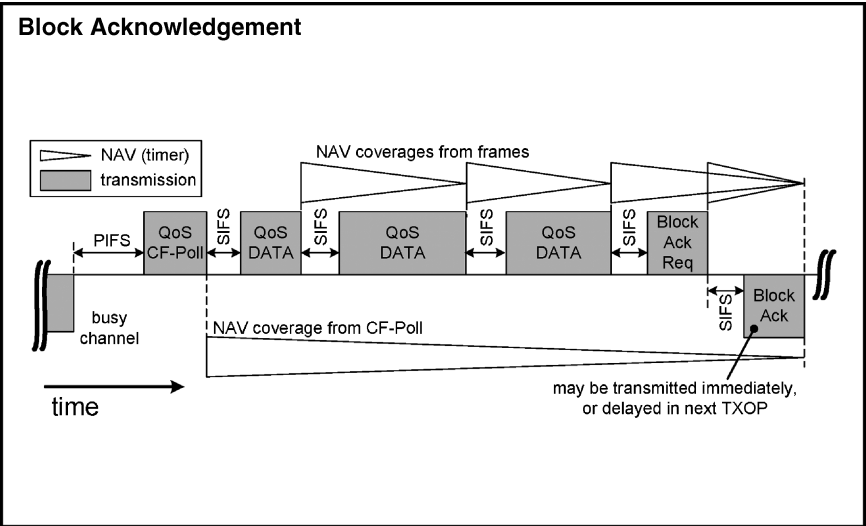 Block Acknowledgement
NAV (timer)
transmission
NAV coverages from frames
PIFS
QoS
CF-Poll
SIFS
QoS
DATA
SIFS
QoS
DATA
SIFS
QoS
DATA
SIFS
Block
Ack
Req
SIFS
Block
Ack
busy
channel
NAV coverage from CF-Poll
time
may be transmitted immediately,
or delayed in next TXOP